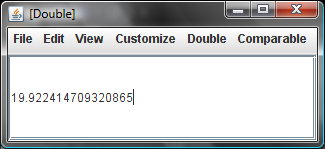 [Double]
File Edit View Customize Double Comparable
19.922414709320865